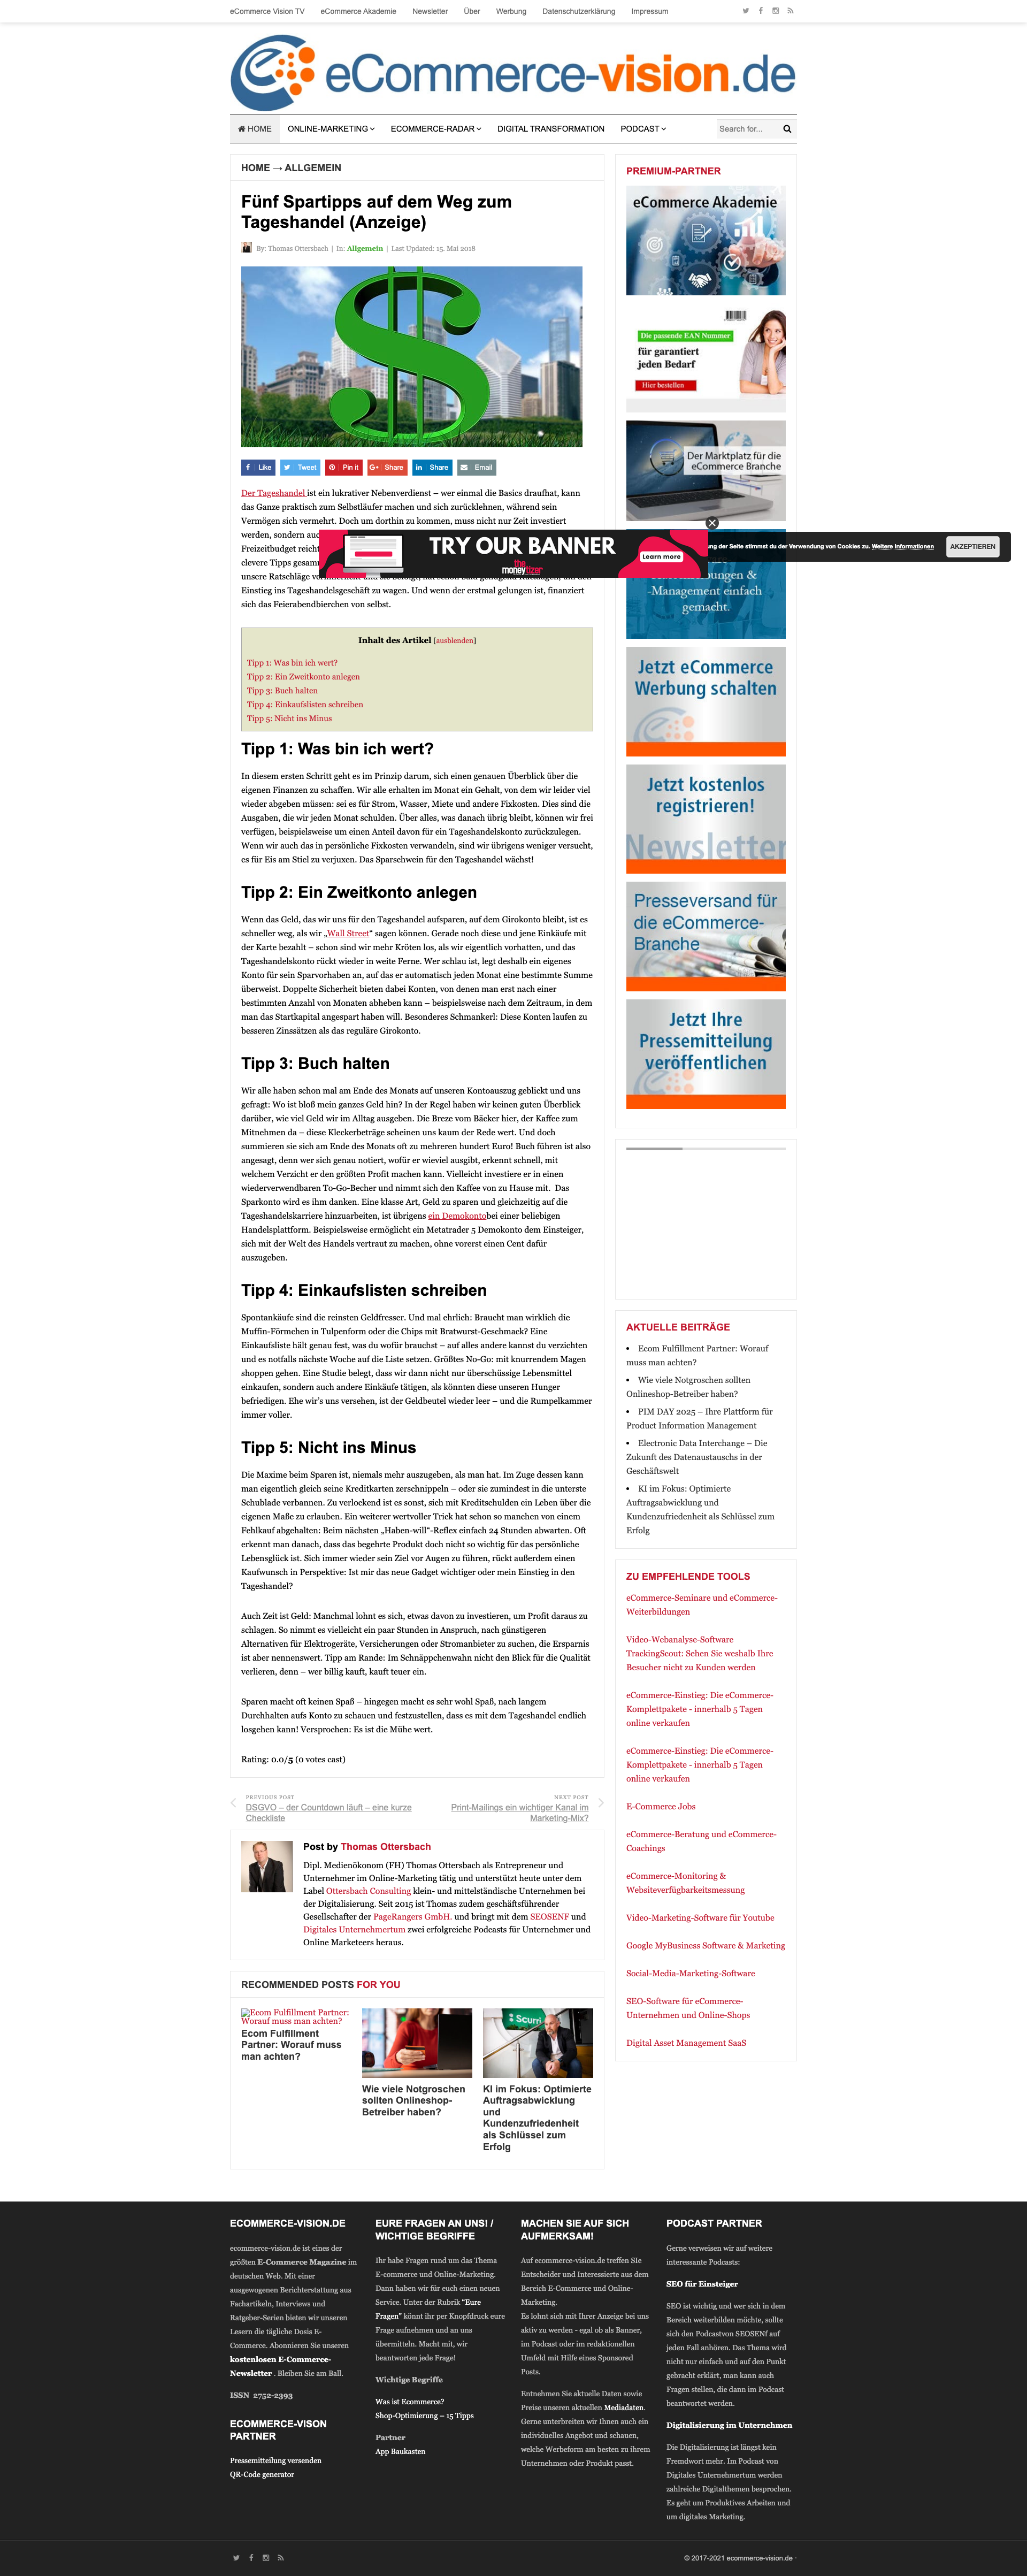 eCommerce Vision TV eCommerce Akademie Newsletter Über Werbung Datenschutzerklärung Impressum
eCommerce-vision.de
HOME ONLINE-MARKETING ECOMMERCE-RADAR DIGITAL TRANSFORMATION PODCAST Search for...
HOME → ALLGEMEIN
Fünf Spartipps auf dem Weg zum
Tageshandel (Anzeige)
By: Thomas Ottersbach | In: Allgemein | Last Updated: 15. Mai 2018
Like Tweet Pin it Share Share Email
Der Tageshandel ist ein lukrativer Nebenverdienst – wer einmal die Basics draufhat, kann
das Ganze praktisch zum Selbstläufer machen und sich zurücklehnen, während sein
Vermögen sich vermehrt. Doch um dorthin zu kommen, muss nicht nur Zeit investiert
werden, sondern auc
Freizeitbudget reicht
clevere Tipps gesam
unsere Ratschläge
Einstieg ins Tageshandelsgeschäft zu wagen. Und wenn der erstmal gelungen ist, finanziert
sich das Feierabendbierchen von selbst.
TRY OUR BANNER
Learn more
the moneytizer
ng der Seite stimmst du der Verwendung von Cookies zu. Weitere Informationen AKZEPTIEREN
Inhalt des Artikel [ausblenden]
Tipp 1: Was bin ich wert?
Tipp 2: Ein Zweitkonto anlegen
Tipp 3: Buch halten
Tipp 4: Einkaufslisten schreiben
Tipp 5: Nicht ins Minus
Tipp 1: Was bin ich wert?
In diesem ersten Schritt geht es im Prinzip darum, sich einen genauen Überblick über die
eigenen Finanzen zu schaffen. Wir alle erhalten im Monat ein Gehalt, von dem wir leider viel
wieder abgeben müssen: sei es für Strom, Wasser, Miete und andere Fixkosten. Dies sind die
Ausgaben, die wir jeden Monat schulden. Über alles, was danach übrig bleibt, können wir frei
verfügen, beispielsweise um einen Anteil davon für ein Tageshandelskonto zurückzulegen.
Wenn wir auch das in persönliche Fixkosten verwandeln, sind wir übrigens weniger versucht,
es für Eis am Stiel zu verjuxen. Das Sparschwein für den Tageshandel wächst!
Tipp 2: Ein Zweitkonto anlegen
Wenn das Geld, das wir uns für den Tageshandel aufsparen, auf dem Girokonto bleibt, ist es
schneller weg, als wir „Wall Street“ sagen können. Gerade noch diese und jene Einkäufe mit
der Karte bezahlt – schon sind wir mehr Kröten los, als wir eigentlich vorhatten, und das
Tageshandelskonto rückt wieder in weite Ferne. Wer schlau ist, legt deshalb ein eigenes
Konto für sein Sparvorhaben an, auf das er automatisch jeden Monat eine bestimmte Summe
überweist. Doppelte Sicherheit bieten dabei Konten, von denen man erst nach einer
bestimmten Anzahl von Monaten abheben kann – beispielsweise nach dem Zeitraum, in dem
man das Startkapital angespart haben will. Besonderes Schmankerl: Diese Konten laufen zu
besseren Zinssätzen als das reguläre Girokonto.
Tipp 3: Buch halten
Wir alle haben schon mal am Ende des Monats auf unseren Kontoauszug geblickt und uns
gefragt: Wo ist bloß mein ganzes Geld hin? In der Regel haben wir keinen guten Überblick
darüber, wie viel Geld wir im Alltag ausgeben. Die Breze vom Bäcker hier, der Kaffee zum
Mitnehmen da – diese Kleckerbeträge scheinen uns kaum der Rede wert. Und doch
summieren sie sich am Ende des Monats oft zu mehreren hundert Euro! Buch führen ist also
angesagt, denn wer sich genau notiert, wofür er wieviel ausgibt, erkennt schnell, mit
welchem Verzicht er den größten Profit machen kann. Vielleicht investiert er in einen
wiederverwendbaren To-Go-Becher und nimmt sich den Kaffee von zu Hause mit. Das
Sparkonto wird es ihm danken. Eine klasse Art, Geld zu sparen und gleichzeitig auf die
Tageshandelskarriere hinzuarbeiten, ist übrigens ein Demokontobei einer beliebigen
Handelsplattform. Beispielsweise ermöglicht ein Metatrader 5 Demokonto dem Einsteiger,
sich mit der Welt des Handels vertraut zu machen, ohne vorerst einen Cent dafür
auszugeben.
Tipp 4: Einkaufslisten schreiben
Spontankäufe sind die reinsten Geldfresser. Und mal ehrlich: Braucht man wirklich die
Muffin-Förmchen in Tulpenform oder die Chips mit Bratwurst-Geschmack? Eine
Einkaufsliste hält genau fest, was du wofür brauchst – auf alles andere kannst du verzichten
und es notfalls nächste Woche auf die Liste setzen. Größtes No-Go: mit knurrendem Magen
shoppen gehen. Eine Studie belegt, dass wir dann nicht nur überschüssige Lebensmittel
einkaufen, sondern auch andere Einkäufe tätigen, als könnten diese unseren Hunger
befriedigen. Ehe wir’s uns versehen, ist der Geldbeutel wieder leer – und die Rumpelkammer
immer voller.
Tipp 5: Nicht ins Minus
Die Maxime beim Sparen ist, niemals mehr auszugeben, als man hat. Im Zuge dessen kann
man eigentlich gleich seine Kreditkarten zerschnippeln – oder sie zumindest in die unterste
Schublade verbannen. Zu verlockend ist es sonst, sich mit Kreditschulden ein Leben über die
eigenen Maße zu erlauben. Ein weiterer wertvoller Trick hat schon so manchen von einem
Fehlkauf abgehalten: Beim nächsten „Haben-will“-Reflex einfach 24 Stunden abwarten. Oft
erkennt man danach, dass das begehrte Produkt doch nicht so wichtig für das persönliche
Lebensglück ist. Sich immer wieder sein Ziel vor Augen zu führen, rückt außerdem einen
Kaufwunsch in Perspektive: Ist mir das neue Gadget wichtiger oder mein Einstieg in den
Tageshandel?
Auch Zeit ist Geld: Manchmal lohnt es sich, etwas davon zu investieren, um Profit daraus zu
schlagen. So nimmt es vielleicht ein paar Stunden in Anspruch, nach günstigeren
Alternativen für Elektrogeräte, Versicherungen oder Stromanbieter zu suchen, die Ersparnis
ist aber nennenswert. Tipp am Rande: Im Schnäppchenwahn nicht den Blick für die Qualität
verlieren, denn – wer billig kauft, kauft teuer ein.
Sparen macht oft keinen Spaß – hingegen macht es sehr wohl Spaß, nach langem
Durchhalten aufs Konto zu schauen und festzustellen, dass es mit dem Tageshandel endlich
losgehen kann! Versprochen: Es ist die Mühe wert.
Rating: 0.0/5 (0 votes cast)
PREVIOUS POST
DSGVO – der Countdown läuft – eine kurze
Checkliste
NEXT POST
Print-Mailings ein wichtiger Kanal im
Marketing-Mix?
Post by Thomas Ottersbach
Dipl. Medienökonom (FH) Thomas Ottersbach als Entrepreneur und
Unternehmer im Online-Marketing tätig und unterstützt heute unter dem
Label Ottersbach Consulting klein- und mittelständische Unternehmen bei
der Digitalisierung. Seit 2015 ist Thomas zudem geschäftsführender
Gesellschafter der PageRangers GmbH. und bringt mit dem SEOSENF und
Digitales Unternehmertum zwei erfolgreiche Podcasts für Unternehmer und
Online Marketeers heraus.
RECOMMENDED POSTS FOR YOU
Ecom Fulfillment Partner:
Worauf muss man achten?
Ecom Fulfillment
Partner: Worauf muss
man achten?
Wie viele Notgroschen
sollten Onlineshop-
Betreiber haben?
Scurri
KI im Fokus: Optimierte
Auftragsabwicklung
und
Kundenzufriedenheit
als Schlüssel zum
Erfolg
PREMIUM-PARTNER
eCommerce Akademie
Die passende EAN Nummer
für garantiert
jeden Bedarf
Hier bestellen
Der Marktplatz für die
eCommerce Branche
-Management einfach
gemacht.
Jetzt eCommerce
Werbung schalten
Jetzt kostenlos
registrieren!
Newsletter
Presseversand für
die eCommerce-
Branche
Jetzt Ihre
Pressemitteilung
veröffentlichen
AKTUELLE BEITRÄGE
Ecom Fulfillment Partner: Worauf
muss man achten?
Wie viele Notgroschen sollten
Onlineshop-Betreiber haben?
PIM DAY 2025 – Ihre Plattform für
Product Information Management
Electronic Data Interchange – Die
Zukunft des Datenaustauschs in der
Geschäftswelt
KI im Fokus: Optimierte
Auftragsabwicklung und
Kundenzufriedenheit als Schlüssel zum
Erfolg
ZU EMPFEHLENDE TOOLS
eCommerce-Seminare und eCommerce-
Weiterbildungen
Video-Webanalyse-Software
TrackingScout: Sehen Sie weshalb Ihre
Besucher nicht zu Kunden werden
eCommerce-Einstieg: Die eCommerce-
Komplettpakete - innerhalb 5 Tagen
online verkaufen
eCommerce-Einstieg: Die eCommerce-
Komplettpakete - innerhalb 5 Tagen
online verkaufen
E-Commerce Jobs
eCommerce-Beratung und eCommerce-
Coachings
eCommerce-Monitoring &
Websiteverfügbarkeitsmessung
Video-Marketing-Software für Youtube
Google MyBusiness Software & Marketing
Social-Media-Marketing-Software
SEO-Software für eCommerce-
Unternehmen und Online-Shops
Digital Asset Management SaaS
ECOMMERCE-VISION.DE
ecommerce-vision.de ist eines der
größten E-Commerce Magazine im
deutschen Web. Mit einer
ausgewogenen Berichterstattung aus
Fachartikeln, Interviews und
Ratgeber-Serien bieten wir unseren
Lesern die tägliche Dosis E-
Commerce. Abonnieren Sie unseren
kostenlosen E-Commerce-
Newsletter . Bleiben Sie am Ball.
ISSN 2752-2393
ECOMMERCE-VISON
PARTNER
Pressemitteilung versenden
QR-Code generator
EURE FRAGEN AN UNS! /
WICHTIGE BEGRIFFE
Ihr habe Fragen rund um das Thema
E-commerce und Online-Marketing.
Dann haben wir für euch einen neuen
Service. Unter der Rubrik "Eure
Fragen" könnt ihr per Knopfdruck eure
Frage aufnehmen und an uns
übermitteln. Macht mit, wir
beantworten jede Frage!
Wichtige Begriffe
Was ist Ecommerce?
Shop-Optimierung – 15 Tipps
Partner
App Baukasten
MACHEN SIE AUF SICH
AUFMERKSAM!
Auf ecommerce-vision.de treffen SIe
Entscheider und Interessierte aus dem
Bereich E-Commerce und Online-
Marketing.
Es lohnt sich mit Ihrer Anzeige bei uns
aktiv zu werden - egal ob als Banner,
im Podcast oder im redaktionellen
Umfeld mit Hilfe eines Sponsored
Posts.
Entnehmen Sie aktuelle Daten sowie
Preise unseren aktuellen Mediadaten.
Gerne unterbreiten wir Ihnen auch ein
individuelles Angebot und schauen,
welche Werbeform am besten zu ihrem
Unternehmen oder Produkt passt.
PODCAST PARTNER
Gerne verweisen wir auf weitere
interessante Podcasts:
SEO für Einsteiger
SEO ist wichtig und wer sich in dem
Bereich weiterbilden möchte, sollte
sich den Podcastvon SEOSENf auf
jeden Fall anhören. Das Thema wird
nicht nur einfach und auf den Punkt
gebracht erklärt, man kann auch
Fragen stellen, die dann im Podcast
beantwortet werden.
Digitalisierung im Unternehmen
Die Digitalisierung ist längst kein
Fremdwort mehr. Im Podcast von
Digitales Unternehmertum werden
zahlreiche Digitalthemen besprochen.
Es geht um Produktives Arbeiten und
um digitales Marketing.
© 2017-2021 ecommerce-vision.de ·